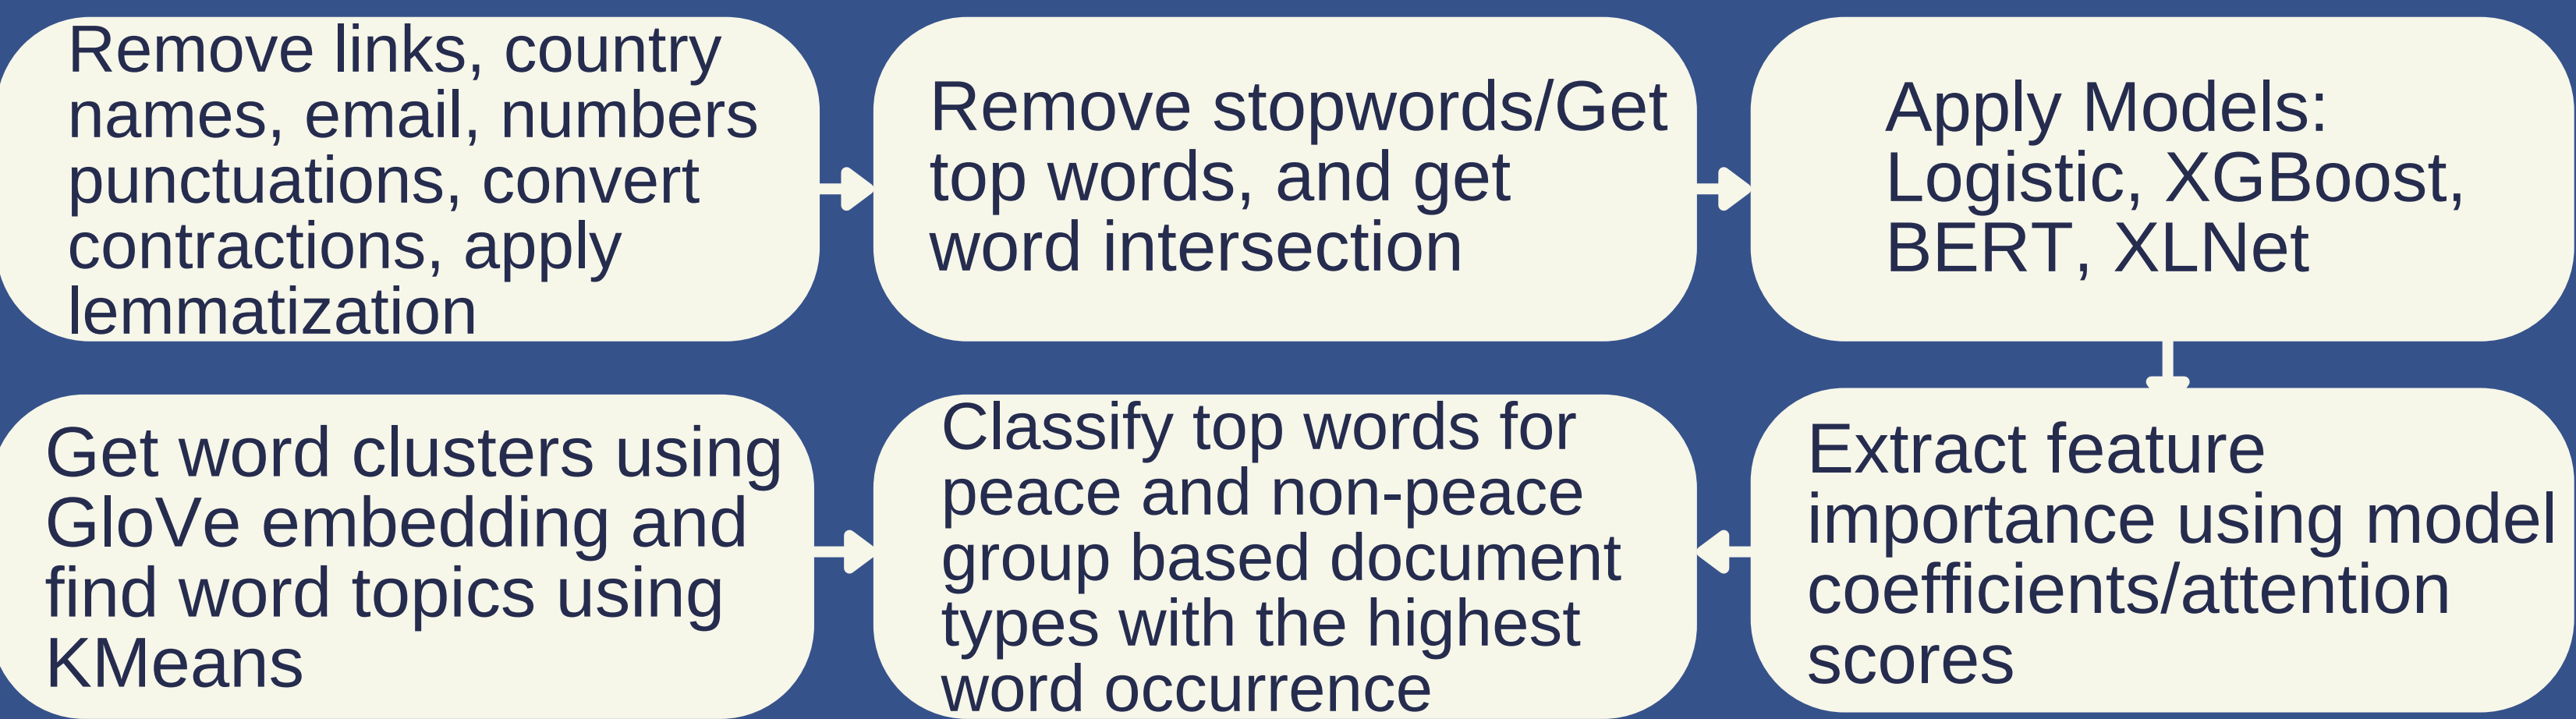 Remove links, country
names, email, numbers
punctuations, convert
contractions, apply
lemmatization
Remove stopwords/Get
top words, and get
word intersection
Apply Models:
Logistic, XGBoost,
BERT, XLNet
Get word clusters using
GloVe embedding and
find word topics using
KMeans
Classify top words for
peace and non-peace
group based document
types with the highest
word occurrence
Extract feature
importance using model
coefficients/attention
scores